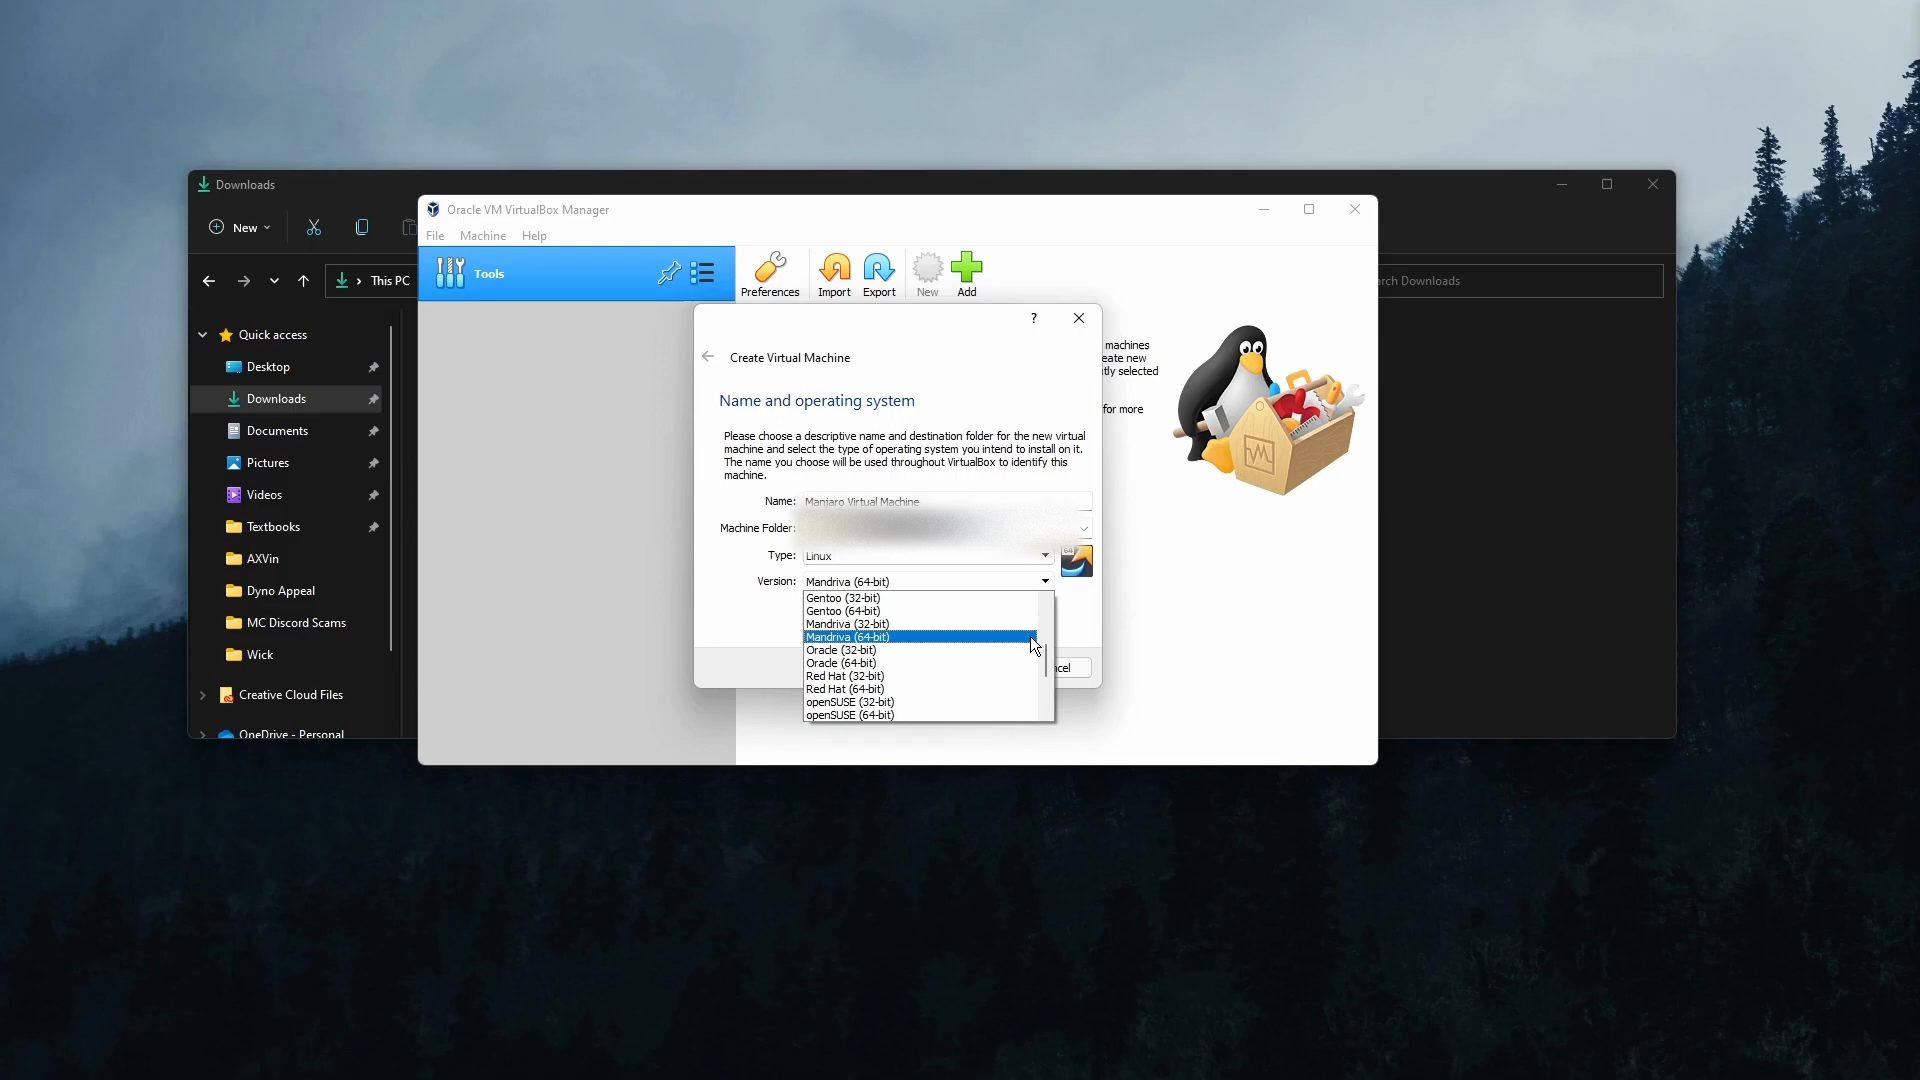 Downloads
New
This PC
arch Downloads
Quick access
Desktop
Downloads
Documents
Pictures
Videos
Textbooks
AXVin
Dyno Appeal
MC Discord Scams
Wick
Creative Cloud Files
OneDrive - Personal
Oracle VM VirtualBox Manager
File Machine Help
Tools
Preferences Import Export New Add
machines
eate new
tly selected
for more
?
Create Virtual Machine
Name and operating system
Please choose a descriptive name and destination folder for the new virtual
machine and select the type of operating system you intend to install on it.
The name you choose will be used throughout VirtualBox to identify this
machine.
Name: Manjaro Virtual Machine
Machine Folder:
Type: Linux
64
Version: Mandriva (64-bit)
Gentoo (32-bit)
Gentoo (64-bit)
Mandriva (32-bit)
Mandriva (64-bit)
Oracle (32-bit)
Oracle (64-bit)
Red Hat (32-bit)
Red Hat (64-bit)
openSUSE (32-bit)
openSUSE (64-bit)
ncel